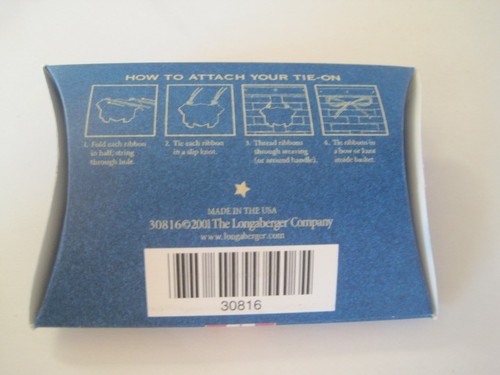 HOW TO ATTACH YOUR TIE-ON
1. Fold each ribbon
in half; string
through hole.
2. Tie each ribbon
in a slip knot.
3. Thread ribbons
through weaving
(or around handle).
4. Tie ribbons in
a bow or knot
inside basket.
MADE IN THE USA
30816©2001 The Longaberger Company
www.longaberger.com
30816